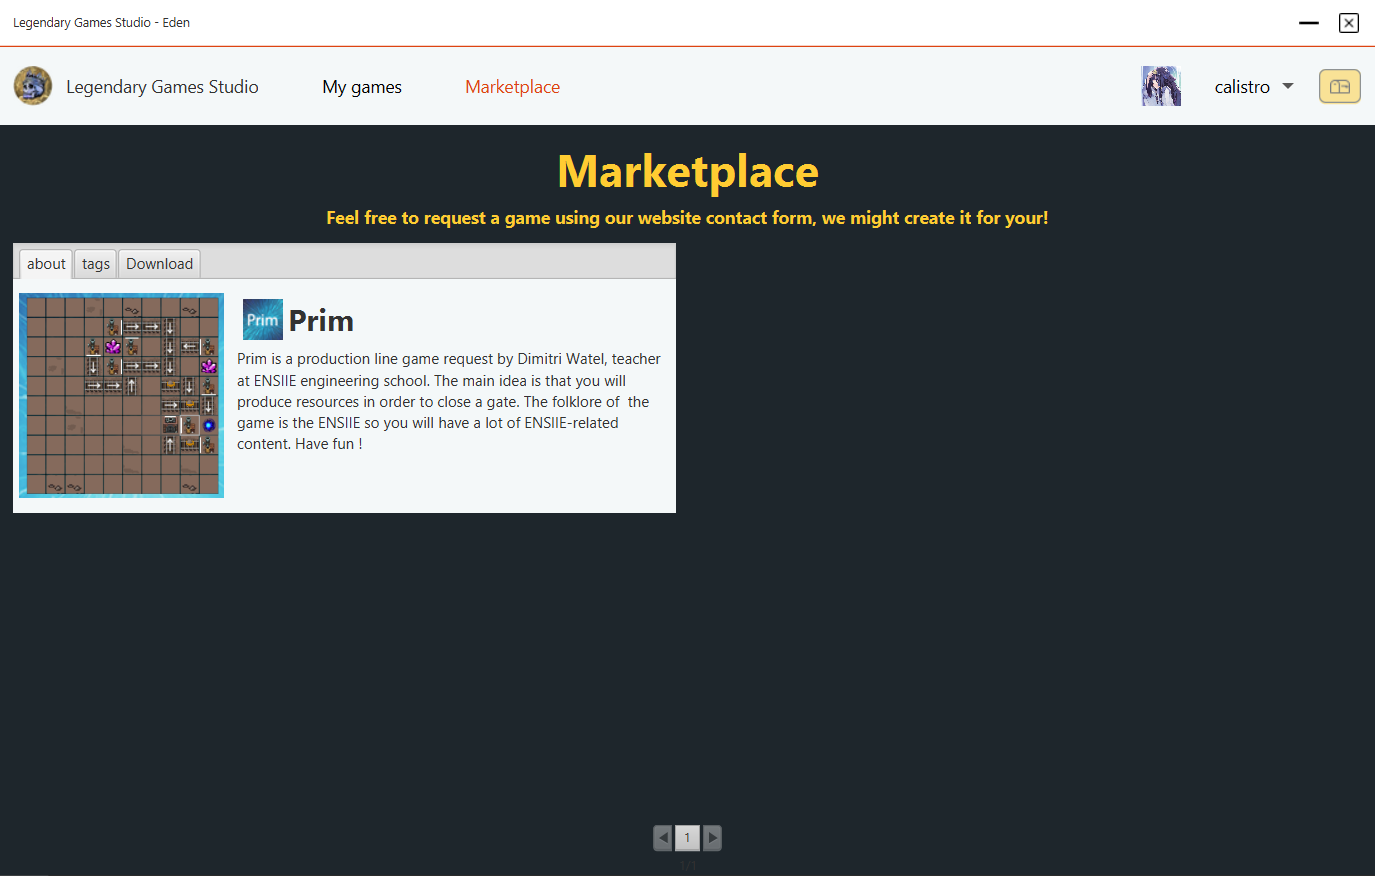 Legendary Games Studio - Eden
Legendary Games Studio
My games
Marketplace
calistro
Marketplace
Feel free to request a game using our website contact form, we might create it for your!
about
tags
Download
Prim
Prim
Prim is a production line game request by Dimitri Watel, teacher
at ENSIIE engineering school. The main idea is that you will
produce resources in order to close a gate. The folklore of  the
game is the ENSIIE so you will have a lot of ENSIIE-related
content. Have fun !
1
1/1